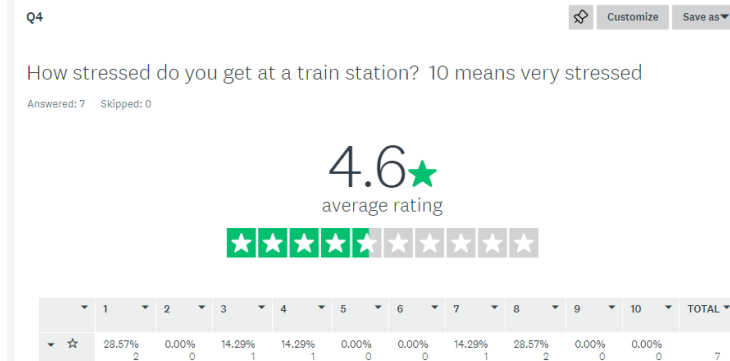 Q4
Customize
Save as
How stressed do you get at a train station? 10 means very stressed
Answered: 7 Skipped: 0
4.6
average rating
1 2 3 4 5 6 7 8 9 10 TOTAL
28.57% 0.00% 14.29% 14.29% 0.00% 0.00% 14.29% 28.57% 0.00% 0.00%
2 0 1 1 0 0 1 2 0 0 7